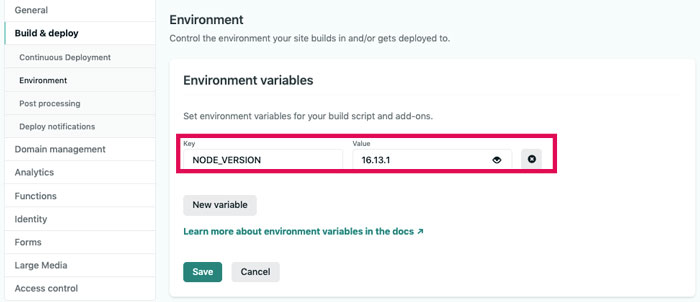 General
Build & deploy
Continuous Deployment
Environment
Post processing
Deploy notifications
Domain management
Analytics
Functions
Identity
Forms
Large Media
Access control
Environment
Control the environment your site builds in and/or gets deployed to.
Environment variables
Set environment variables for your build script and add-ons.
Key Value
NODE_VERSION 16.13.1
New variable
Learn more about environment variables in the docs ↗
Save Cancel